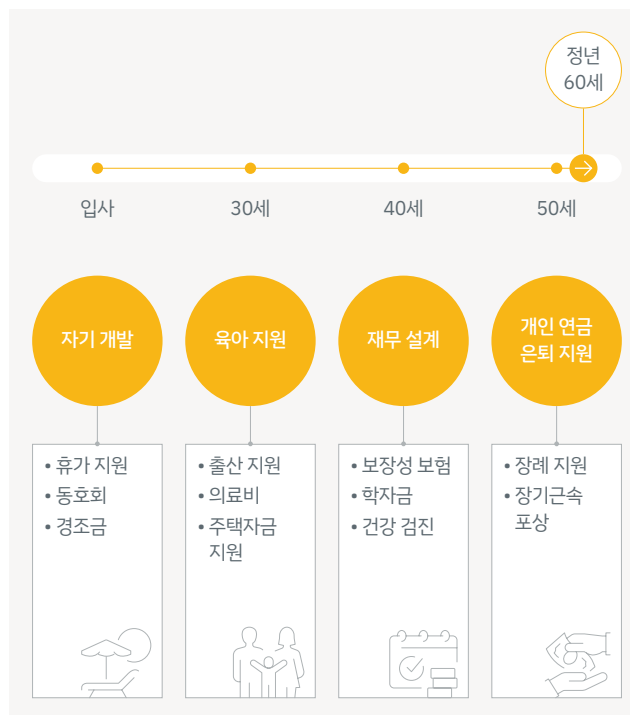 정년
60세
입사
30세
40세
50세
자기 개발
육아 지원
재무 설계
개인 연금
은퇴 지원
• 휴가 지원
• 동호회
• 경조금
• 출산 지원
• 의료비
• 주택자금
지원
• 보장성 보험
• 학자금
• 건강 검진
• 장례 지원
• 장기근속
포상